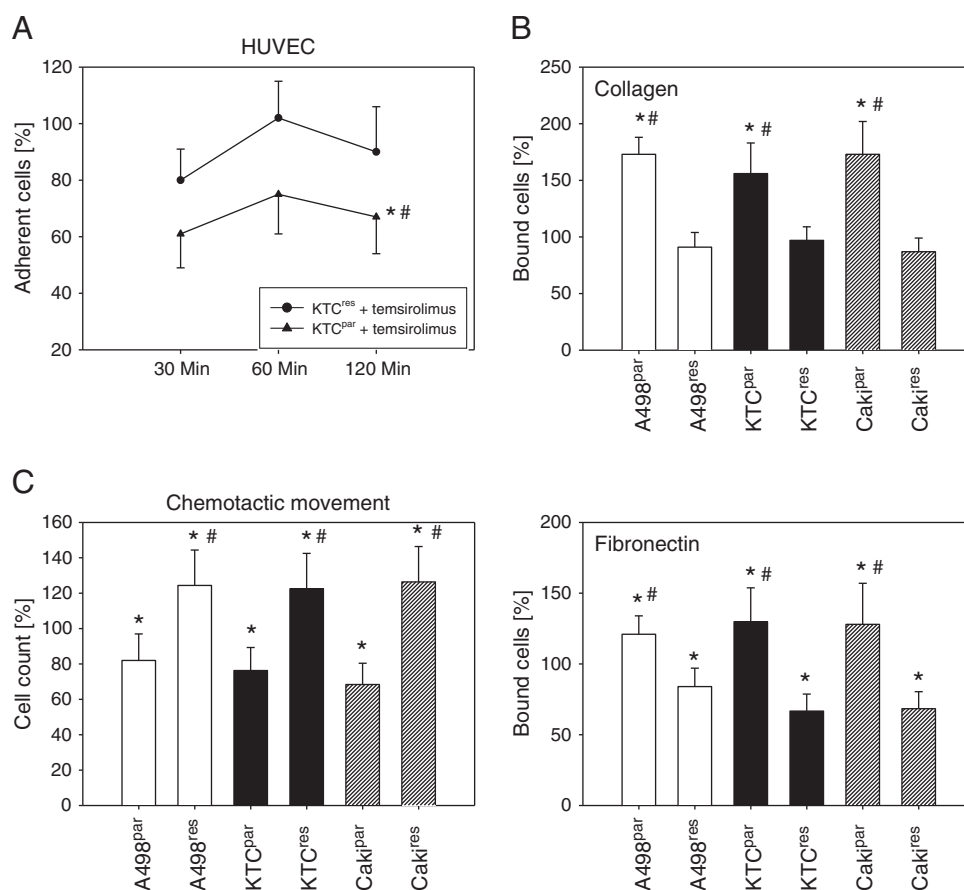 A
HUVEC
Adherent cells [%]
120
100
80
60
40
20
* #
KTCres + temsirolimus
KTCpar + temsirolimus
30 Min
60 Min
120 Min
B
Collagen
Bound cells [%]
250
200
150
100
50
0
* #
* #
* #
A498par
A498res
KTCpar
KTCres
Cakipar
Cakires
C
Chemotactic movement
Cell count [%]
160
140
120
100
80
60
40
20
0
*
* #
*
* #
*
* #
A498par
A498res
KTCpar
KTCres
Cakipar
Cakires
Fibronectin
Bound cells [%]
200
150
100
50
0
* #
*
* #
*
* #
*
A498par
A498res
KTCpar
KTCres
Cakipar
Cakires